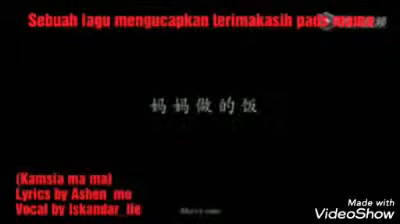 Sebuah lagu mengucapkan terimakasih pada mama
妈妈做的饭
(Kamsia ma ma)
Lyrics by Ashen_mo
Vocal by Iskandar_lie
Made with
VideoShow